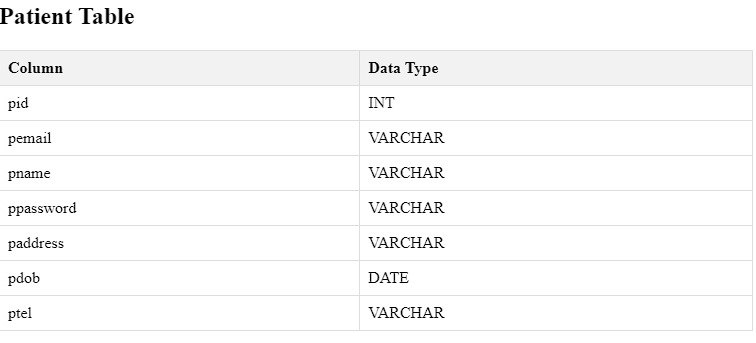 Patient Table
Column Data Type
pid INT
pemail VARCHAR
pname VARCHAR
ppassword VARCHAR
paddress VARCHAR
pdob DATE
ptel VARCHAR